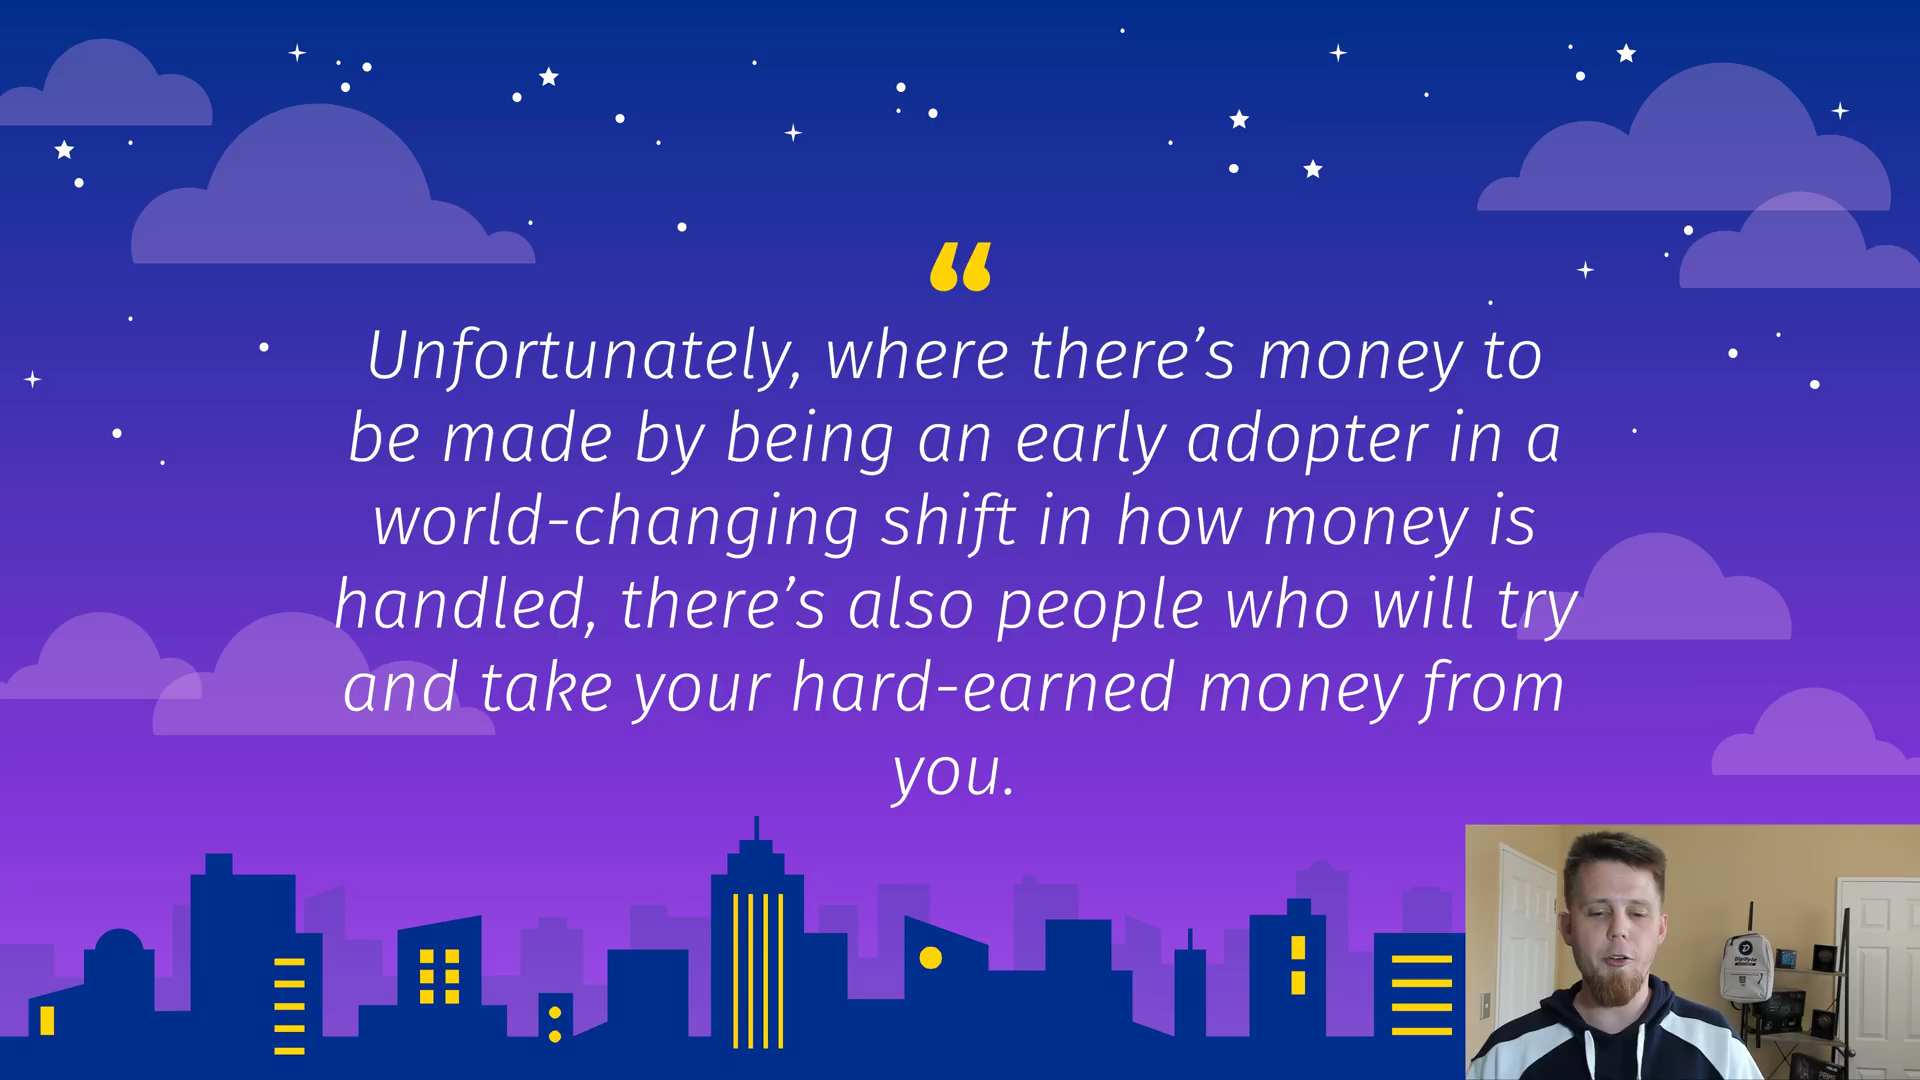 “
Unfortunately, where there’s money to
be made by being an early adopter in a
world-changing shift in how money is
handled, there’s also people who will try
and take your hard-earned money from
you.